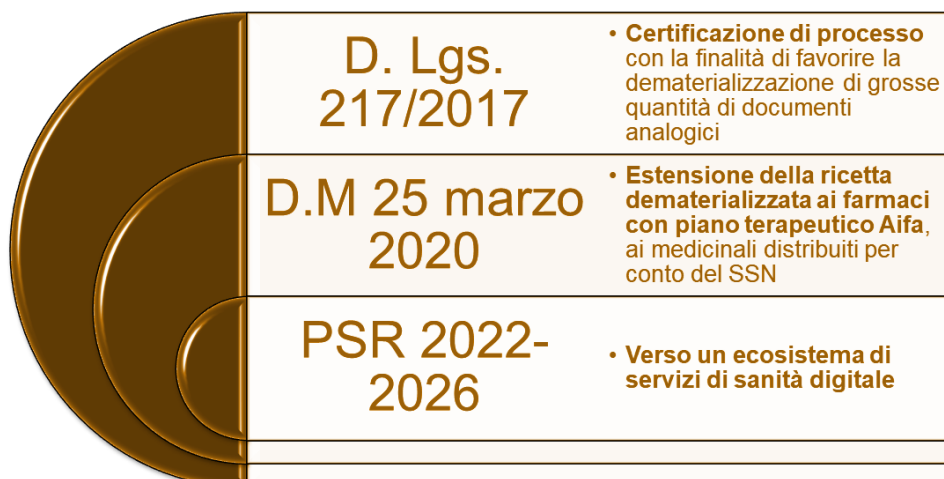 D. Lgs.
217/2017
• Certificazione di processo
con la finalità di favorire la
dematerializzazione di grosse
quantità di documenti
analogici
D.M 25 marzo
2020
• Estensione della ricetta
dematerializzata ai farmaci
con piano terapeutico Aifa,
ai medicinali distribuiti per
conto del SSN
PSR 2022-
2026
• Verso un ecosistema di
servizi di sanità digitale